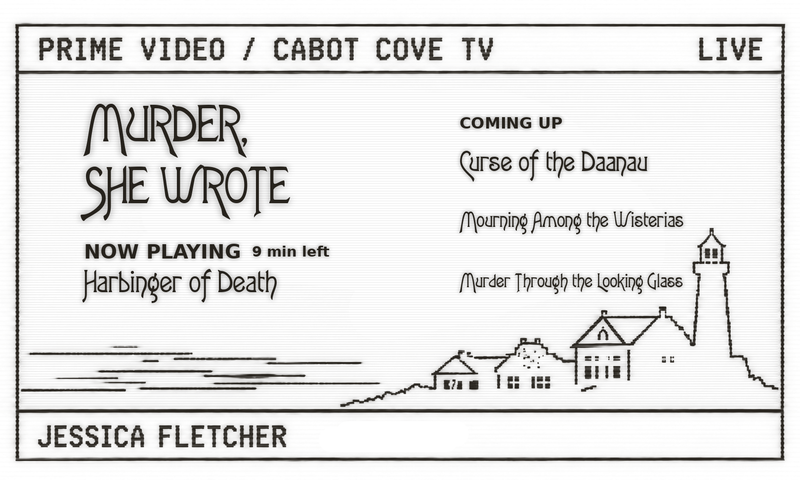 PRIME VIDEO / CABOT COVE TV
LIVE
MURDER,
SHE WROTE
NOW PLAYING 9 min left
Harbinger of Death
COMING UP
Curse of the Daanau
Mourning Among the Wisterias
Murder Through the Looking Glass
JESSICA FLETCHER